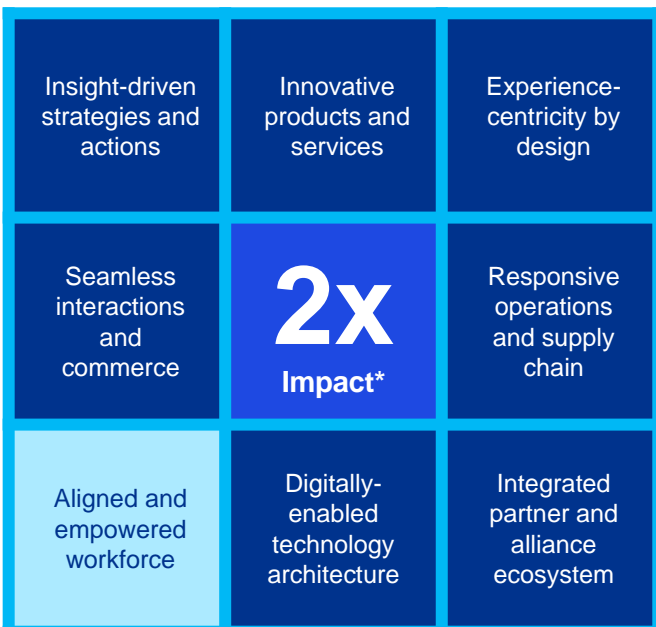 Insight-driven
strategies and
actions
Innovative
products and
services
Experience-
centricity by
design
Seamless
interactions
and
commerce
2x
Impact*
Responsive
operations
and supply
chain
Aligned and
empowered
workforce
Digitally-
enabled
technology
architecture
Integrated
partner and
alliance
ecosystem